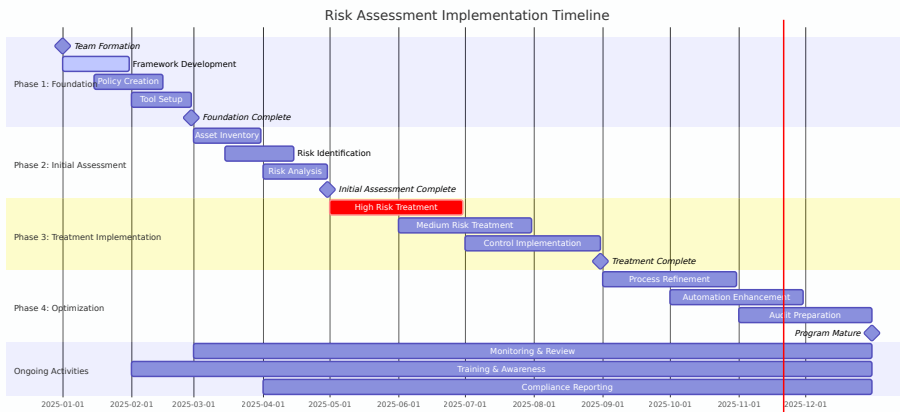 Risk Assessment Implementation Timeline
Team Formation
Framework Development
Phase 1: Foundation
Policy Creation
Tool Setup
Foundation Complete
Asset Inventory
Risk Identification
Phase 2: Initial Assessment
Risk Analysis
Initial Assessment Complete
High Risk Treatment
Medium Risk Treatment
Phase 3: Treatment Implementation
Control Implementation
Treatment Complete
Process Refinement
Automation Enhancement
Phase 4: Optimization
Audit Preparation
Program Mature
Monitoring & Review
Ongoing Activities
Training & Awareness
Compliance Reporting
2025-01-01 2025-02-01 2025-03-01 2025-04-01 2025-05-01 2025-06-01 2025-07-01 2025-08-01 2025-09-01 2025-10-01 2025-11-01 2025-12-01